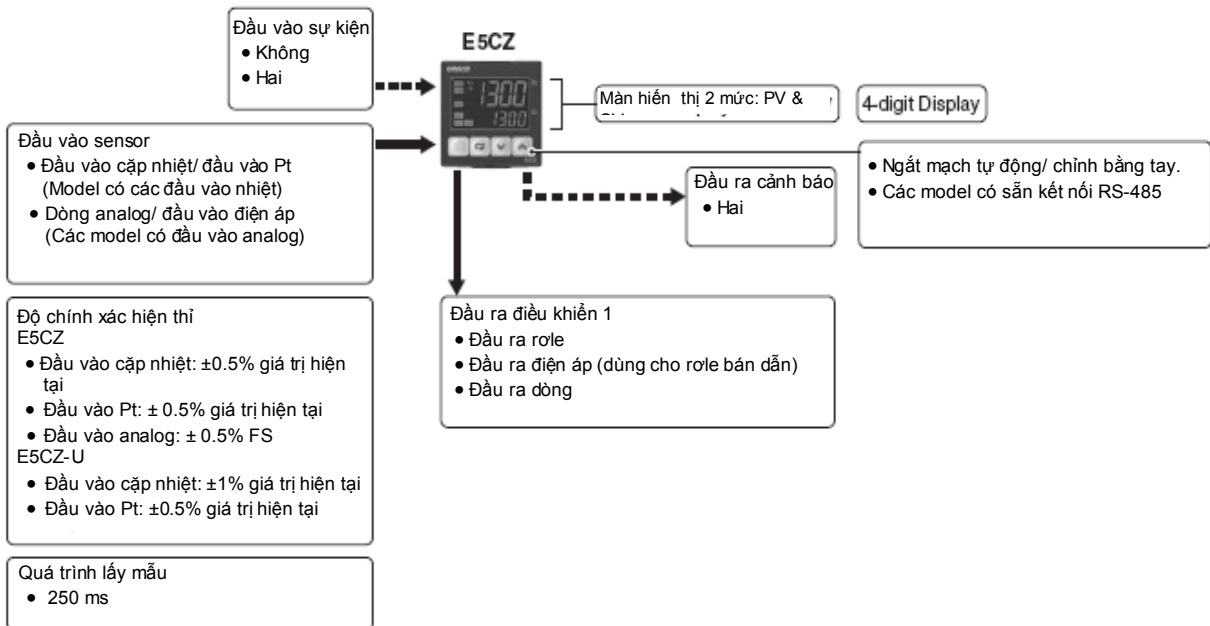 Đầu vào sự kiện
• Không
• Hai
E5CZ
OMRON
1300
1300
Màn hiển thị 2 mức: PV &
4-digit Display
Đầu vào sensor
• Đầu vào cặp nhiệt/ đầu vào Pt
(Model có các đầu vào nhiệt)
• Dòng analog/ đầu vào điện áp
(Các model có đầu vào analog)
Đầu ra cảnh báo
• Hai
• Ngắt mạch tự động/ chỉnh bằng tay.
• Các model có sẵn kết nối RS-485
Độ chính xác hiện thỉ
E5CZ
• Đầu vào cặp nhiệt: ±0.5% giá trị hiện
tại
• Đầu vào Pt: ± 0.5% giá trị hiện tại
• Đầu vào analog: ± 0.5% FS
E5CZ-U
• Đầu vào cặp nhiệt: ±1% giá trị hiện tại
• Đầu vào Pt: ±0.5% giá trị hiện tại
Đầu ra điều khiển 1
• Đầu ra rơle
• Đầu ra điện áp (dùng cho rơle bán dẫn)
• Đầu ra dòng
Quá trình lấy mẫu
• 250 ms